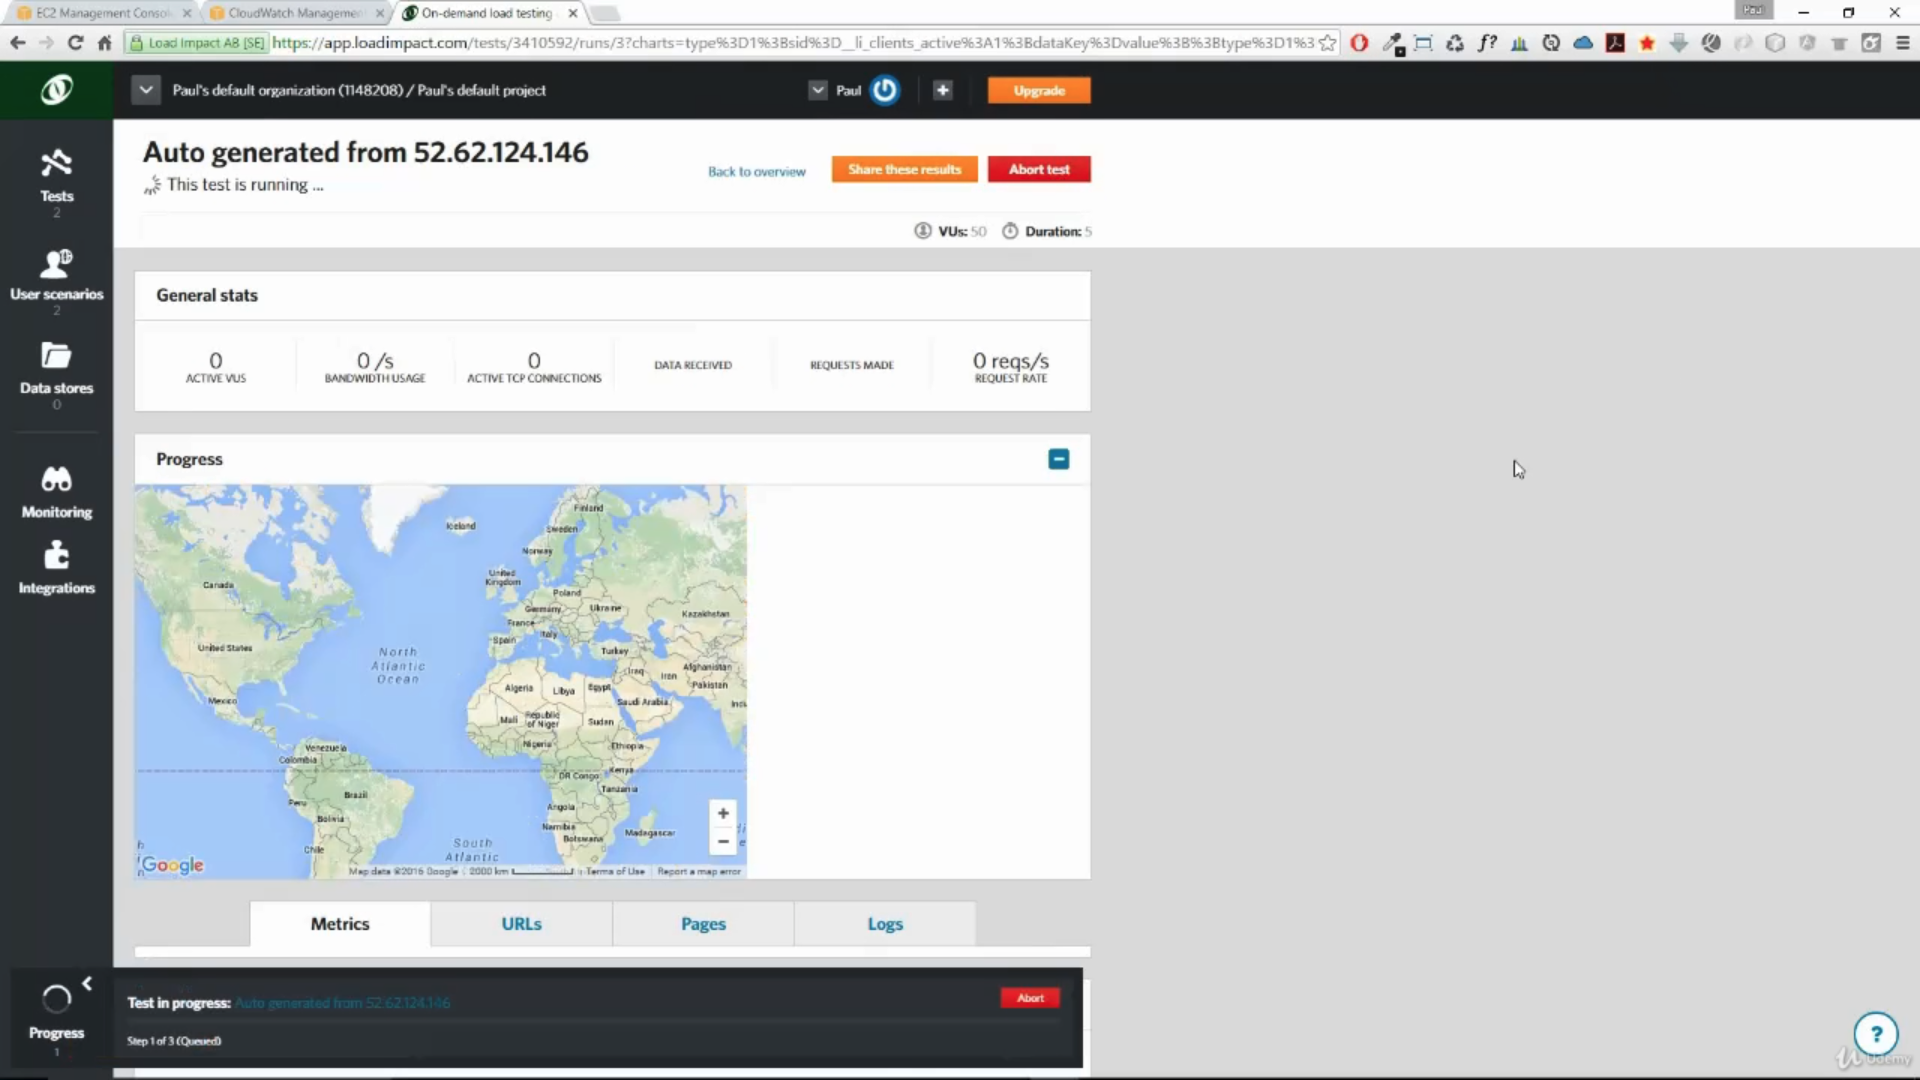 EC2 Management Consol
CloudWatch Managemen
On-demand load testing
Paul
Load Impact AB [SE]
https://app.loadimpact.com/tests/3410592/runs/3?charts=type%3D1%3Bsid%3D__li_clients_active%3A1%3BdataKey%3Dvalue%3B%3Btype%3D1%3
Paul's default organization (1148208) / Paul's default project
Paul
Upgrade
Auto generated from 52.62.124.146
This test is running ...
Back to overview
Share these results
Abort test
VUs: 50
Duration: 5
Tests
2
User scenarios
2
Data stores
0
Monitoring
Integrations
General stats
0
ACTIVE VUS
0 /s
BANDWIDTH USAGE
0
ACTIVE TCP CONNECTIONS
DATA RECEIVED
REQUESTS MADE
0 reqs/s
REQUEST RATE
Progress
Iceland
Finland
Sweden
Norway
United
Kingdom
Canada
Poland
Germany
Ukraine
Kazakhstan
France
Spain
Italy
United States
North
Atlantic
Ocean
Turkey
Afghanistan
Iraq
Iran
Pakistan
Algeria
Libya
Egypt
Saudi Arabia
Mexico
Mali
Republic
of Niger
Sudan
Nigeria
Ethiopia
Venezuela
Colombia
DR Congo
Kenya
Tanzania
Brazil
Peru
Angola
Bolivia
Namibia
Botswana
Madagascar
Chile
South
Atlantic
Google
Map data ©2016 Google
2000 km
Terms of Use
Report a map error
Metrics
URLs
Pages
Logs
Progress
1
Test in progress: Auto generated from 52.62.124.146
Abort
Step 1 of 3 (Queued)
?
Udemy